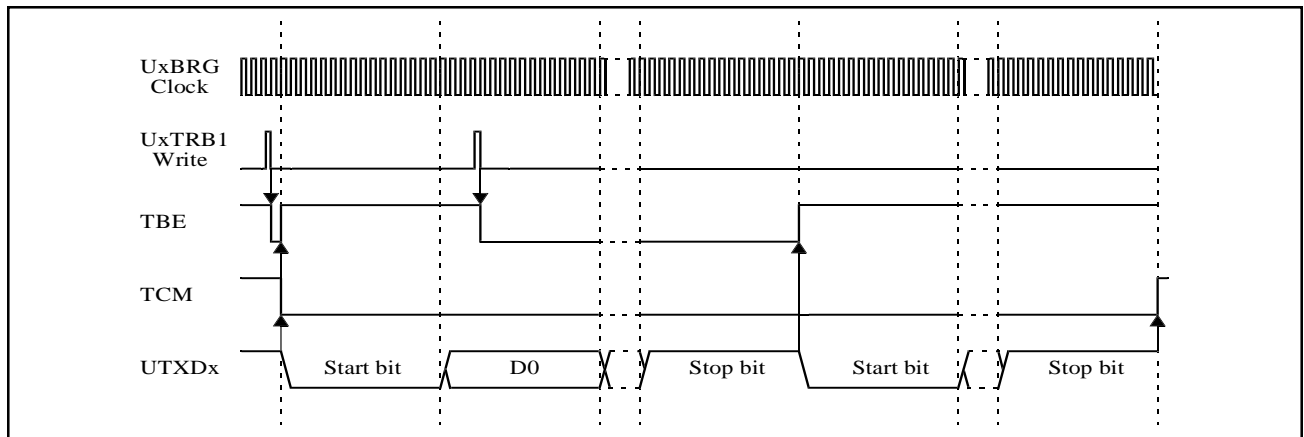 UxBRG
Clock
UxTRB1
Write
TBE
TCM
UTXDx
Start bit
D0
Stop bit
Start bit
Stop bit